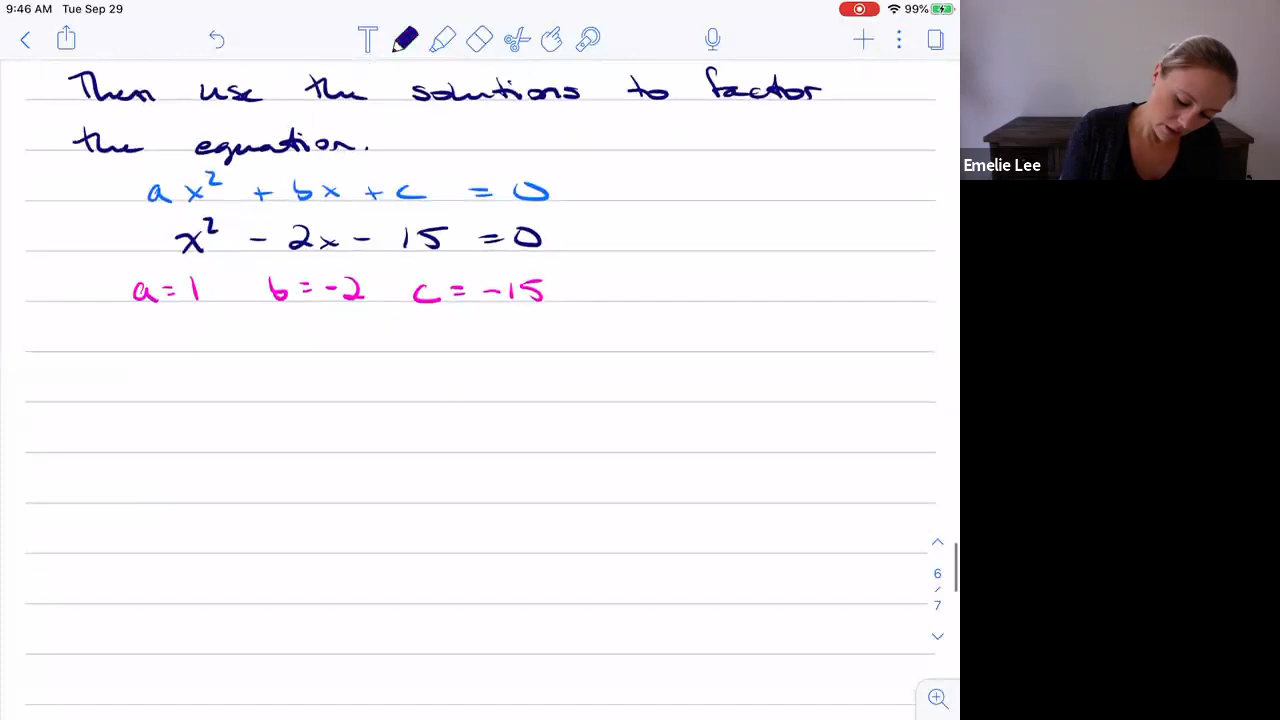 9:46 AM Tue Sep 29
99%
Then use the solutions to factor
the equation.
ax² + bx + c = 0
x² - 2x - 15 = 0
a = 1 b = -2 c = -15
Emelie Lee
6
/
7